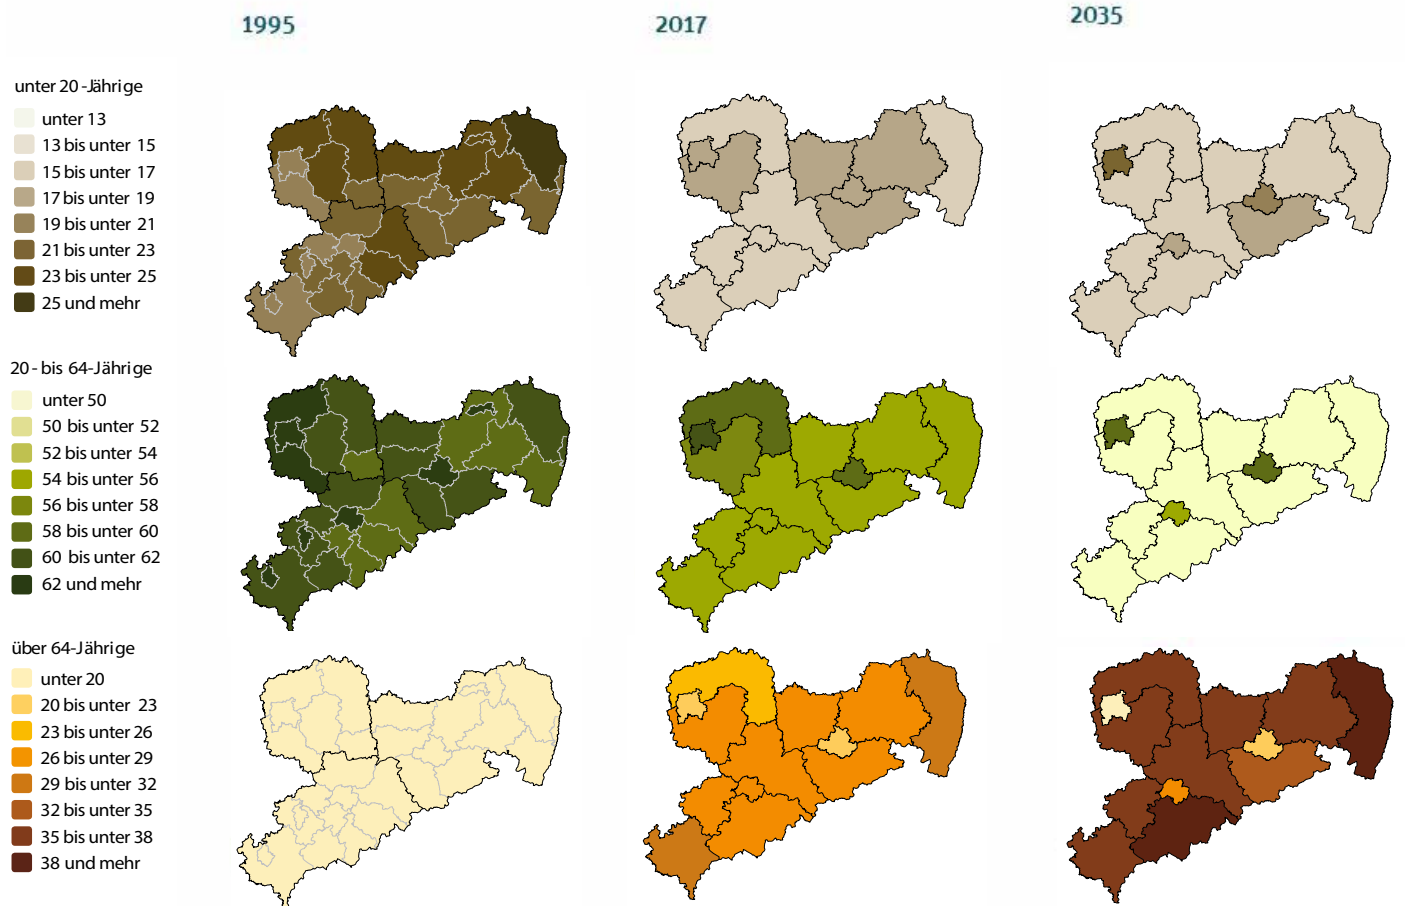 1995
2017
2035
unter 20-Jährige
unter 13
13 bis unter 15
15 bis unter 17
17 bis unter 19
19 bis unter 21
21 bis unter 23
23 bis unter 25
25 und mehr
20- bis 64-Jährige
unter 50
50 bis unter 52
52 bis unter 54
54 bis unter 56
56 bis unter 58
58 bis unter 60
60 bis unter 62
62 und mehr
über 64-Jährige
unter 20
20 bis unter 23
23 bis unter 26
26 bis unter 29
29 bis unter 32
32 bis unter 35
35 bis unter 38
38 und mehr